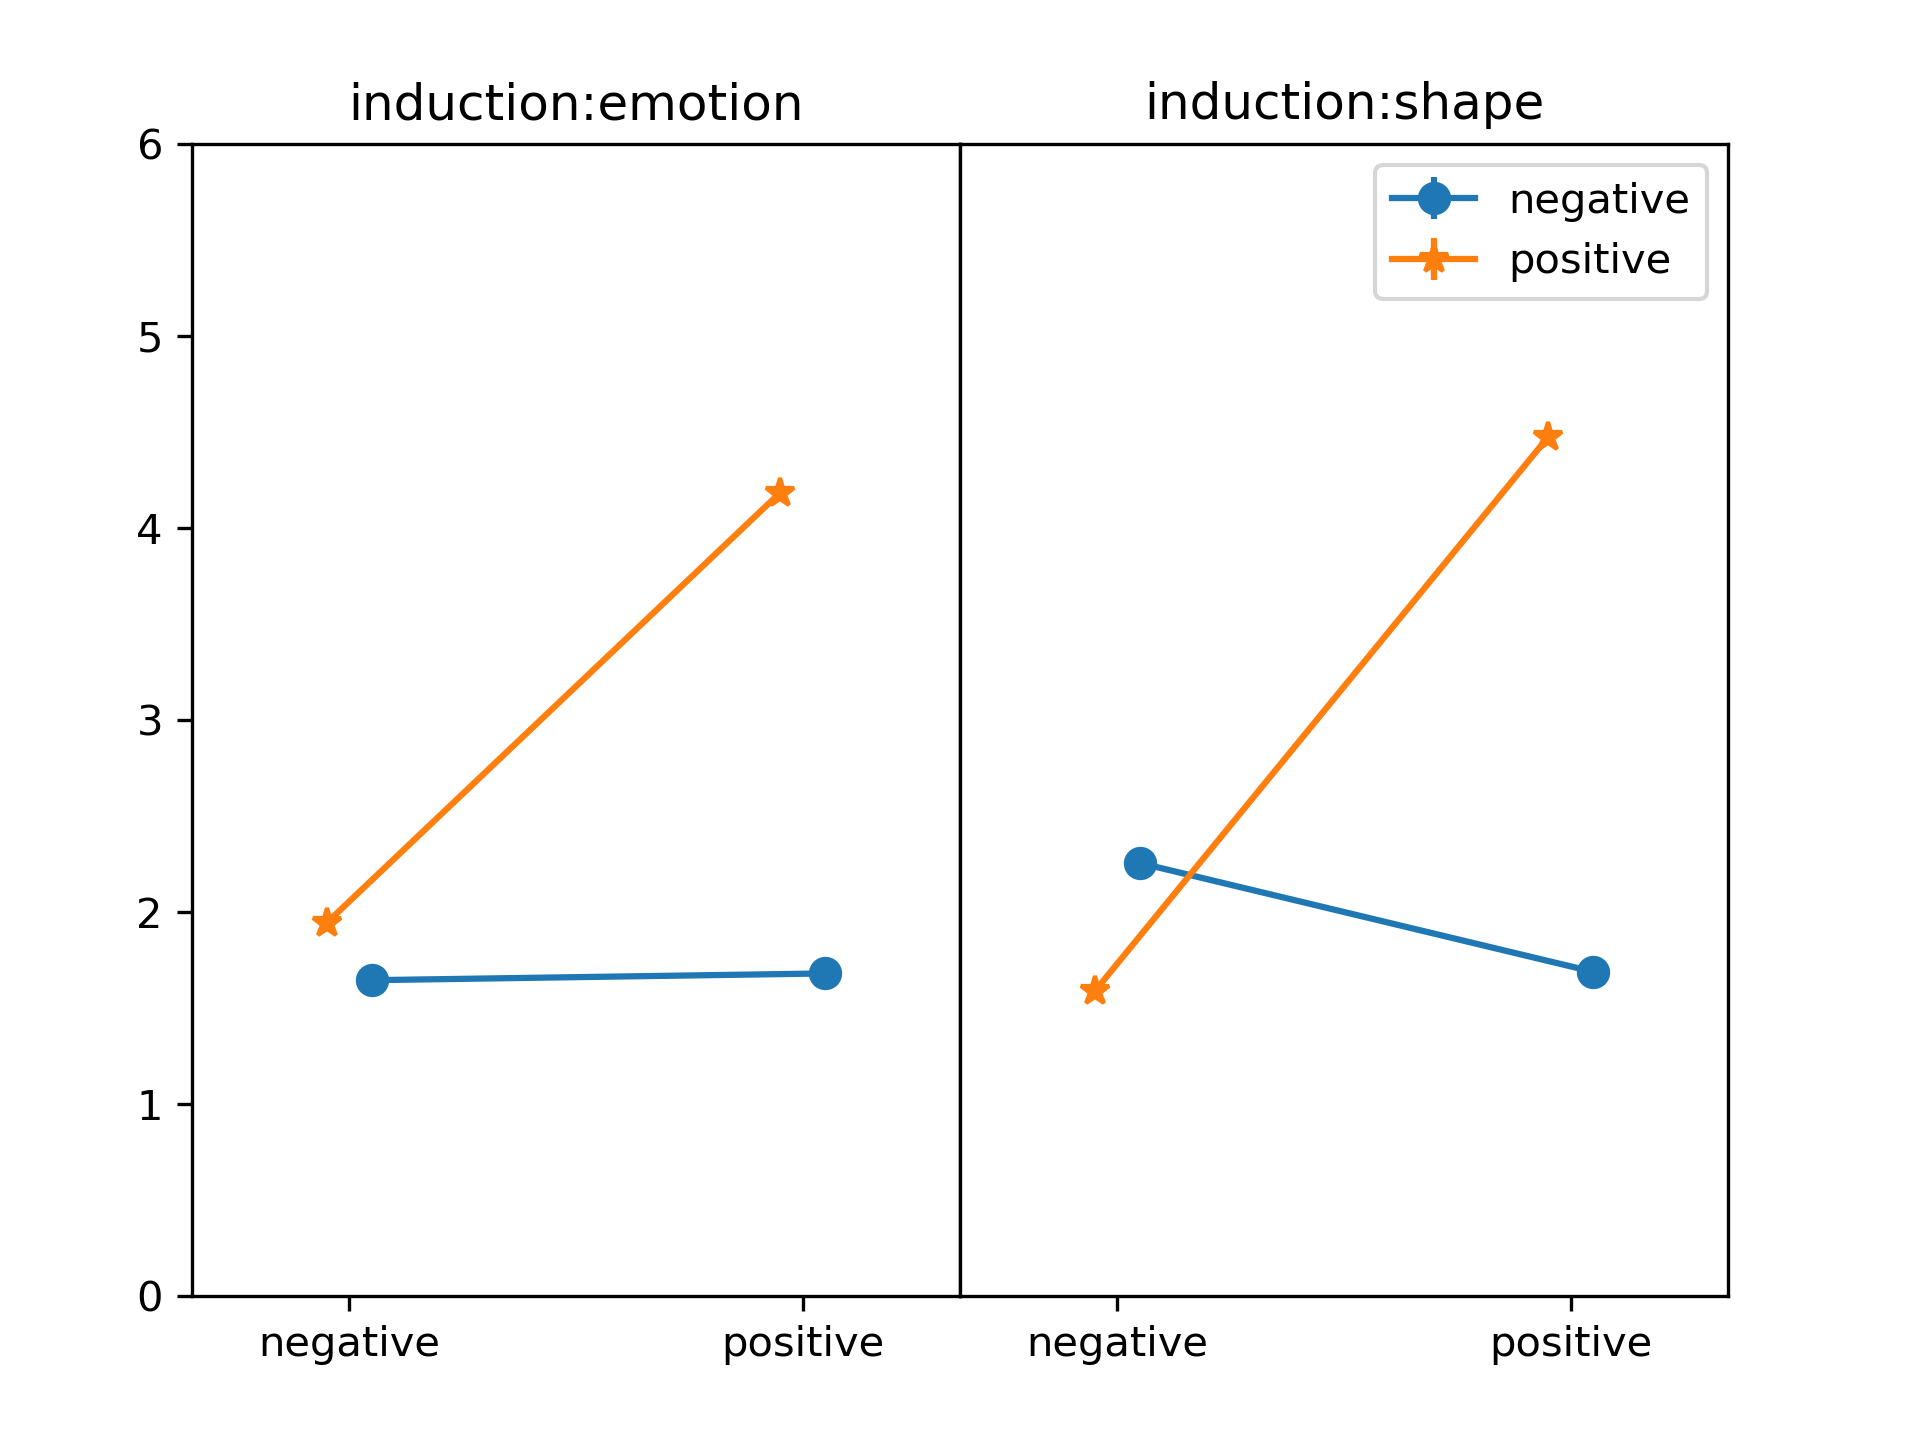 induction:emotion
induction:shape
6
5
4
3
2
1
0
negative
positive
negative
positive
negative
positive